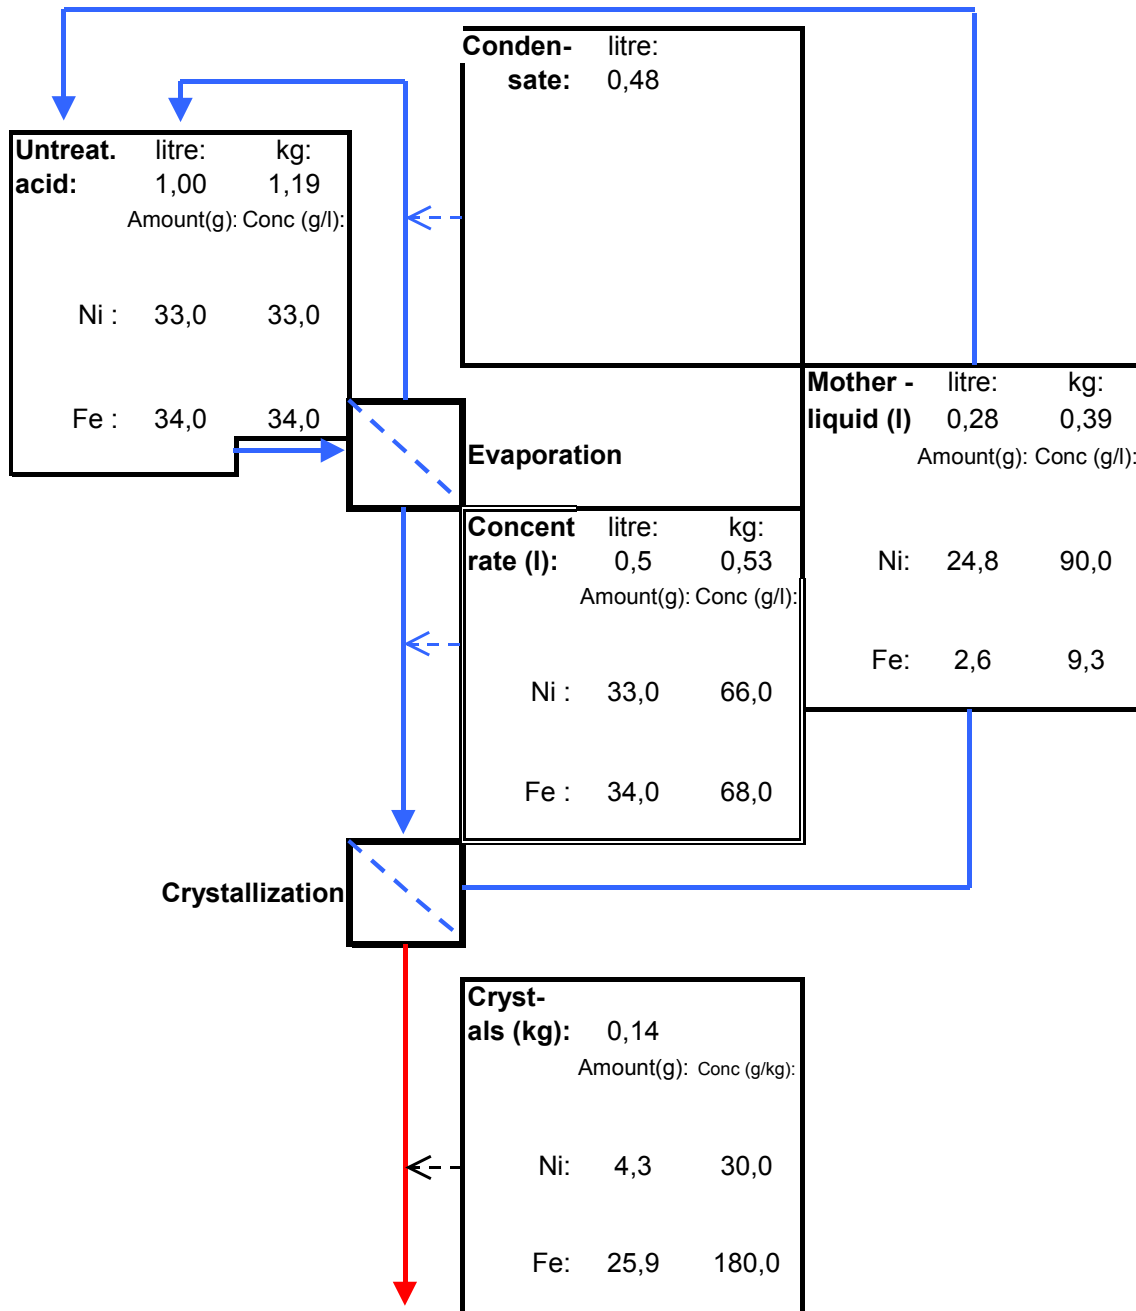 Conden- litre:
sate: 0,48
Untreat. litre: kg:
acid: 1,00 1,19
Amount(g): Conc (g/l):
Ni : 33,0 33,0
Fe : 34,0 34,0
Evaporation
Mother - litre: kg:
liquid (l) 0,28 0,39
Amount(g): Conc (g/l):
Ni: 24,8 90,0
Fe: 2,6 9,3
Concent litre: kg:
rate (l): 0,5 0,53
Amount(g): Conc (g/l):
Ni : 33,0 66,0
Fe : 34,0 68,0
Crystallization
Cryst-
als (kg): 0,14
Amount(g): Conc (g/kg):
Ni: 4,3 30,0
Fe: 25,9 180,0